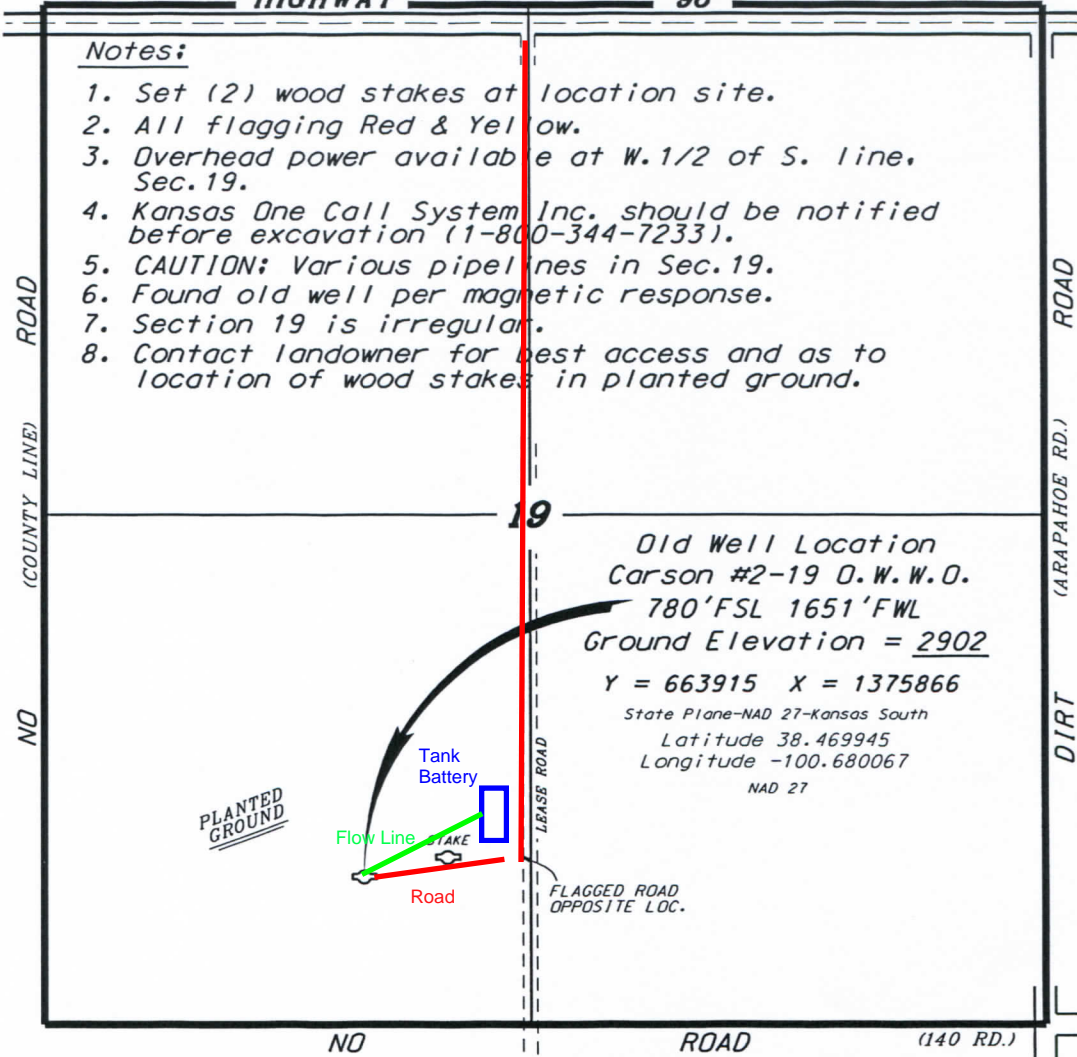 HIGHWAY 96
Notes:
1. Set (2) wood stakes at location site.
2. All flagging Red & Yellow.
3. Overhead power available at W.1/2 of S. line,
Sec.19.
4. Kansas One Call System Inc. should be notified
before excavation (1-800-344-7233).
5. CAUTION: Various pipelines in Sec.19.
6. Found old well per magnetic response.
7. Section 19 is irregular.
8. Contact landowner for best access and as to
location of wood stakes in planted ground.
NO (COUNTY LINE) ROAD
DIRT (ARAPAHOE RD.) ROAD
19
Old Well Location
Carson #2-19 O.W.W.O.
780'FSL 1651'FWL
Ground Elevation = 2902
Y = 663915 X = 1375866
State Plane-NAD 27-Kansas South
Latitude 38.469945
Longitude -100.680067
NAD 27
LEASE ROAD
Tank
Battery
PLANTED
GROUND
Flow Line
STAKE
Road
FLAGGED ROAD
OPPOSITE LOC.
NO ROAD (140 RD.)